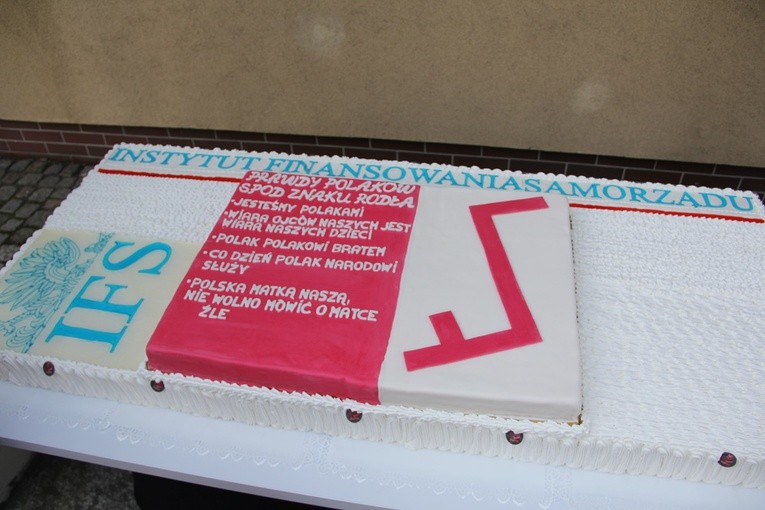 INSTYTUT FINANSOWANIA SAMORZĄDU
PRAWDY POLAKÓW
SPOD ZNAKU RODŁA
•JESTEŚMY POLAKAMI
•WIARA OJCÓW NASZYCH JEST
WIARĄ NASZYCH DZIECI
•POLAK POLAKOWI BRATEM
•CO DZIEŃ POLAK NARODOWI
SŁUŻY
•POLSKA MATKĄ NASZĄ,
NIE WOLNO MÓWIĆ O MATCE
ŹLE
IFS